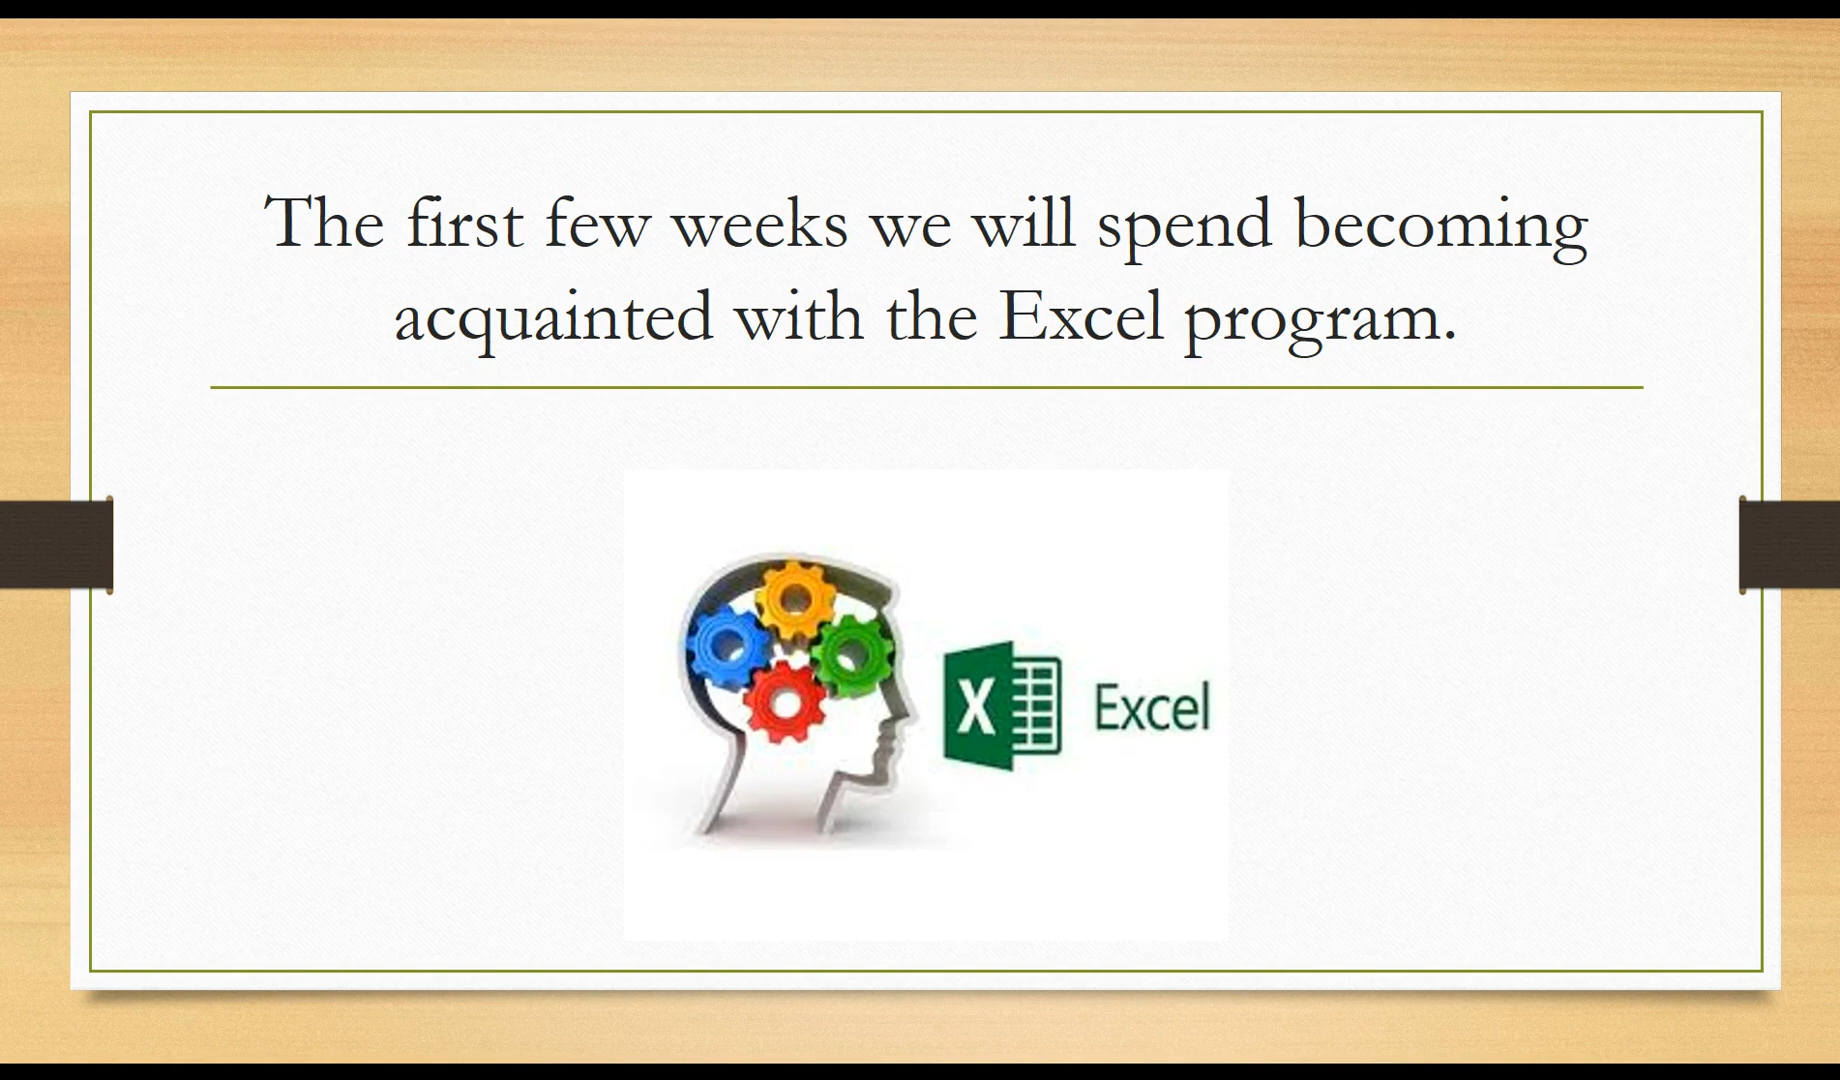 The first few weeks we will spend becoming
acquainted with the Excel program.
X Excel